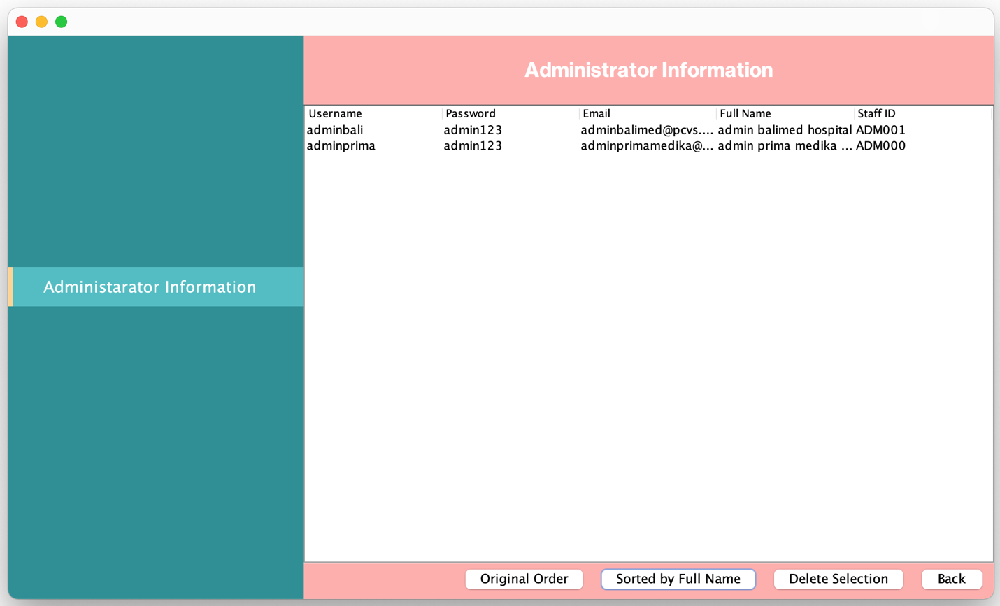 Administrator Information
Username Password Email Full Name Staff ID
adminbali admin123 adminbalimed@pcvs.... admin balimed hospital ADM001
adminprima admin123 adminprimamedika@... admin prima medika ... ADM000
Administarator Information
Original Order Sorted by Full Name Delete Selection Back